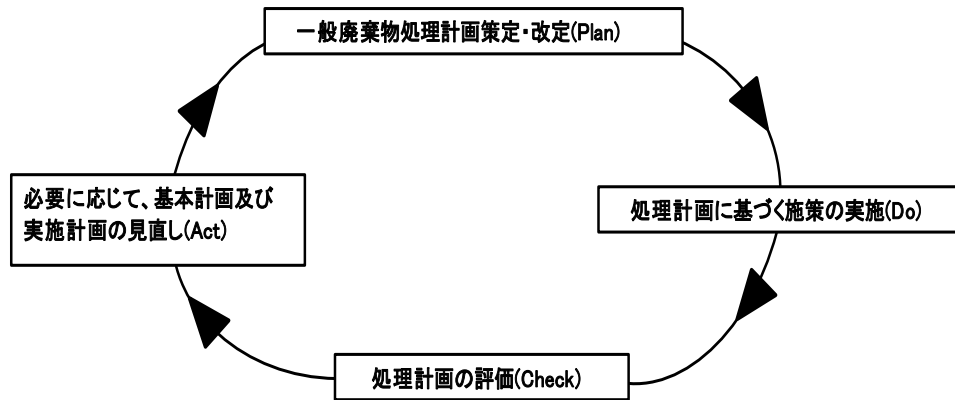 一般廃棄物処理計画策定・改定(Plan)
必要に応じて、基本計画及び
実施計画の見直し(Act)
処理計画に基づく施策の実施(Do)
処理計画の評価(Check)